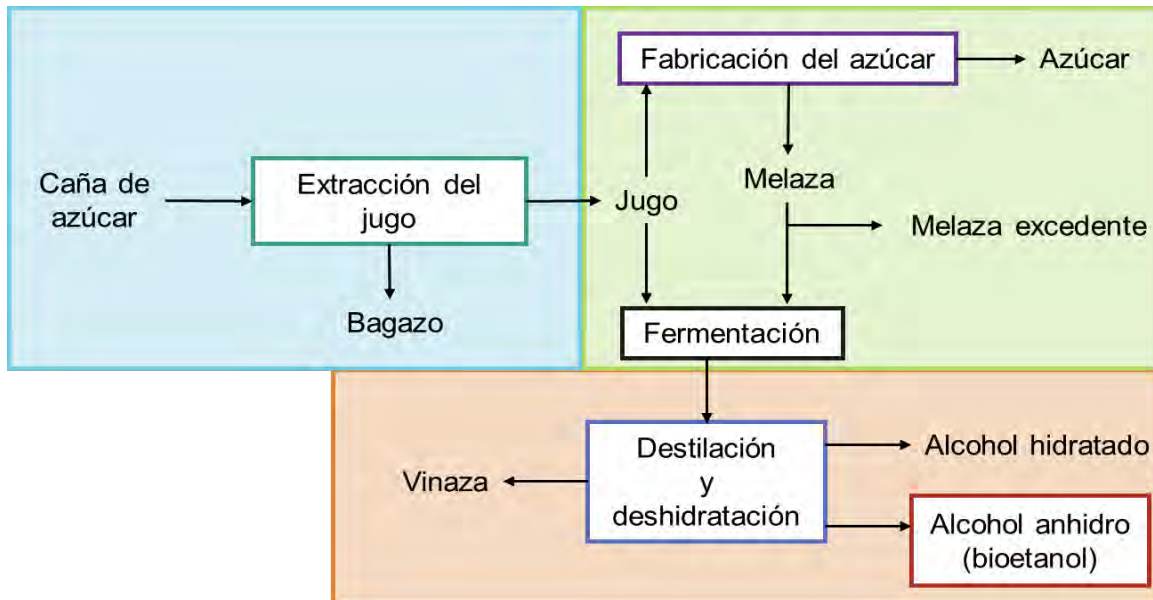 Fabricación del azúcar
Azúcar
Caña de
azúcar
Extracción del
jugo
Jugo
Melaza
Melaza excedente
Bagazo
Fermentación
Destilación
y
deshidratación
Alcohol hidratado
Vinaza
Alcohol anhidro
(bioetanol)